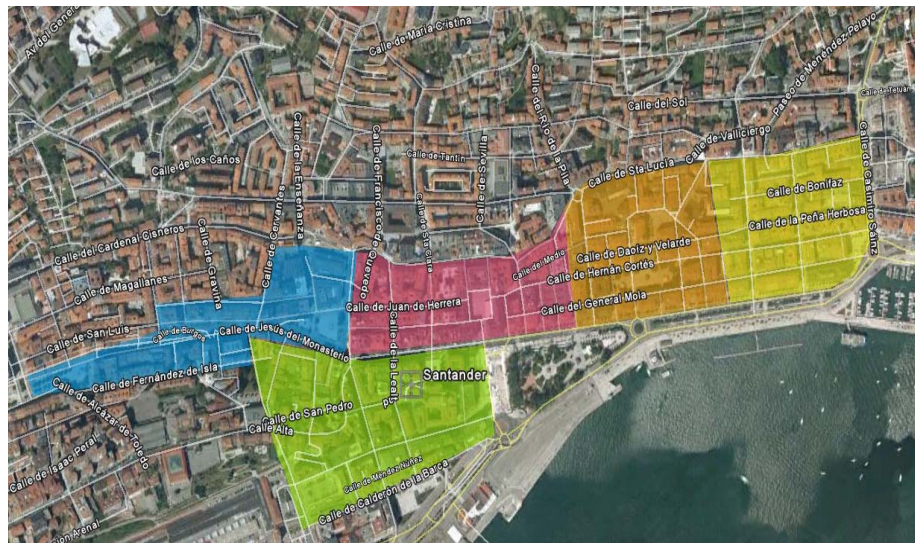 Av del General
Calle de María Cristina
Paseo de Menéndez Pelayo
Calle de Tetuán
Calle del Sol
Calle del Río de la Pila
Calle de Valliciergo
Calle de Casimiro Sáinz
Calle de la Enseñanza
Calle de Francisco de Quevedo
Calle de Tantín
Calle de Sevilla
Calle de los Caños
Calle de Sta. Lucía
Calle de Bonifaz
Calle de Cervantes
Calle de Sta Clara
Calle de la Peña Herbosa
Calle del Cardenal Cisneros
Calle de Gravina
Calle del Medio
Calle de Daoiz y Velarde
Calle de Hernán Cortés
Calle de Magallanes
Calle de Juan de Herrera
Calle del General Mola
Calle de San Luis
Calle de Burgos
Calle de Jesús del Monasterio
Calle de la Lealtad
Calle de Fernández de Isla
Santander
Calle de Alcázar de Toledo
Calle de San Pedro
Calle Alta
Calle del Isaac Peral
Calle de Méndez Núñez
Calle de Calderón de la Barca
Arenal